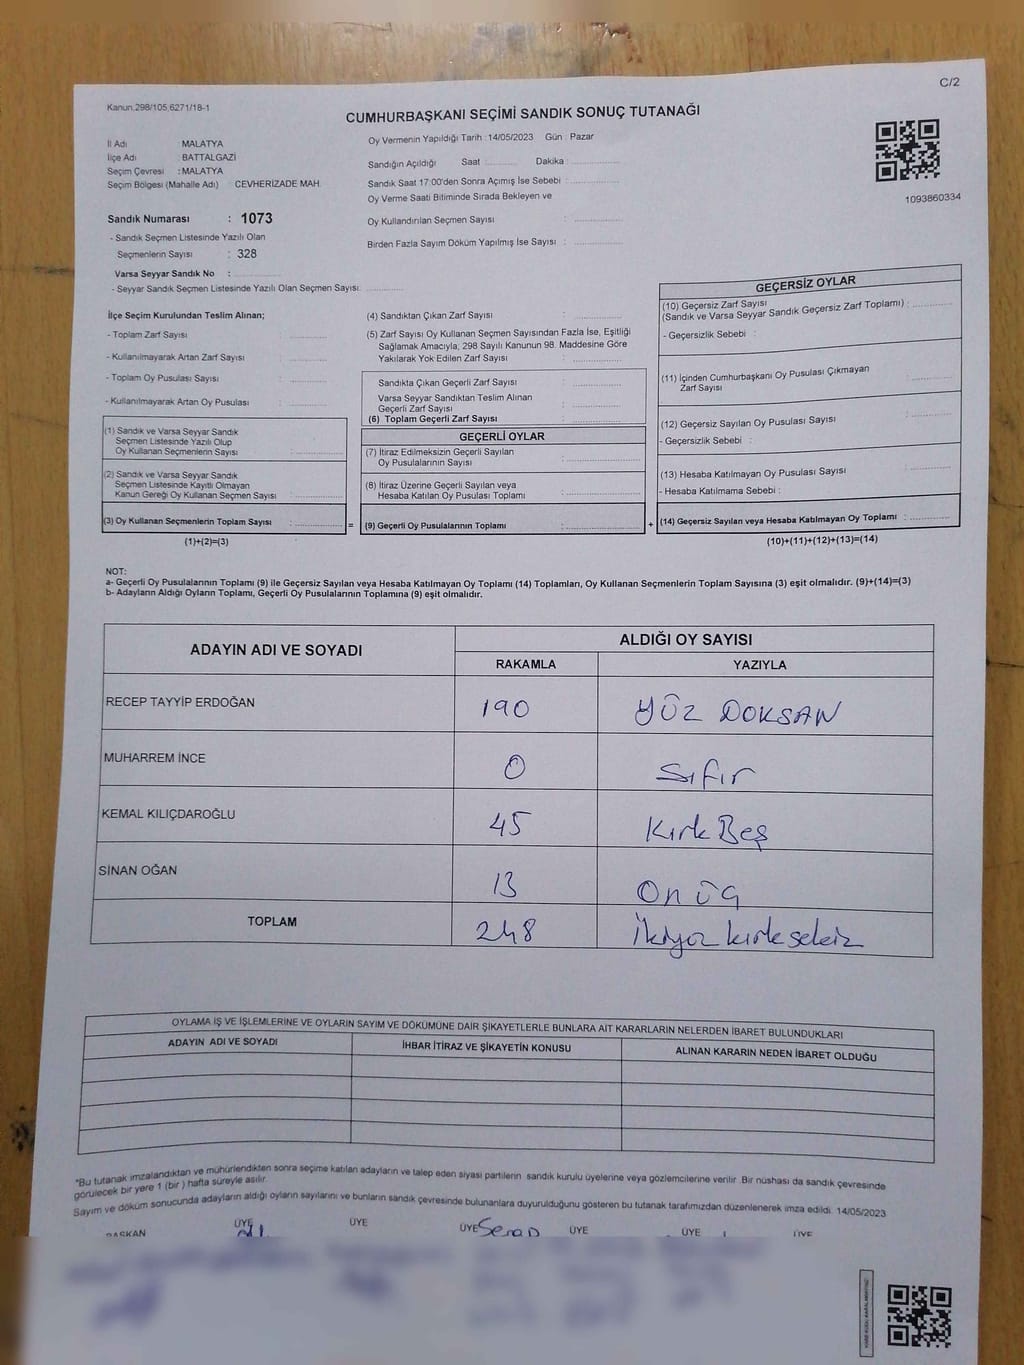 C/2
Kanun.298/105,6271/18-1
CUMHURBAŞKANI SEÇİMİ SANDIK SONUÇ TUTANAĞI
İl Adı MALATYA
İlçe Adı BATTALGAZİ
Seçim Çevresi : MALATYA
Seçim Bölgesi (Mahalle Adı) CEVHERİZADE MAH.
Sandık Numarası : 1073
- Sandık Seçmen Listesinde Yazılı Olan
Seçmenlerin Sayısı : 328
Varsa Seyyar Sandık No :
- Seyyar Sandık Seçmen Listesinde Yazılı Olan Seçmen Sayısı:
Oy Vermenin Yapıldığı Tarih : 14/05/2023 Gün : Pazar
Sandığın Açıldığı Saat Dakika :
Sandık Saat 17:00'den Sonra Açımış İse Sebebi :
Oy Verme Saati Bitiminde Sırada Bekleyen ve
Oy Kullandırılan Seçmen Sayısı :
Birden Fazla Sayım Döküm Yapılmış İse Sayısı :
1093860334
İlçe Seçim Kurulundan Teslim Alınan;
- Toplam Zarf Sayısı :
- Kullanılmayarak Artan Zarf Sayısı :
- Toplam Oy Pusulası Sayısı :
- Kullanılmayarak Artan Oy Pusulası :
(1) Sandık ve Varsa Seyyar Sandık
Seçmen Listesinde Yazılı Olup
Oy Kullanan Seçmenlerin Sayısı :
(2) Sandık ve Varsa Seyyar Sandık
Seçmen Listesinde Kayıtlı Olmayan
Kanun Gereği Oy Kullanan Seçmen Sayısı :
(3) Oy Kullanan Seçmenlerin Toplam Sayısı : =
(1)+(2)=(3)
(4) Sandıktan Çıkan Zarf Sayısı :
(5) Zarf Sayısı Oy Kullanan Seçmen Sayısından Fazla İse, Eşitliği
Sağlamak Amacıyla; 298 Sayılı Kanunun 98. Maddesine Göre
Yakılarak Yok Edilen Zarf Sayısı :
Sandıkta Çıkan Geçerli Zarf Sayısı :
Varsa Seyyar Sandıktan Teslim Alınan
Geçerli Zarf Sayısı :
(6) Toplam Geçerli Zarf Sayısı :
GEÇERLİ OYLAR
(7) İtiraz Edilmeksizin Geçerli Sayılan
Oy Pusulalarının Sayısı :
(8) İtiraz Üzerine Geçerli Sayılan veya
Hesaba Katılan Oy Pusulası Toplamı :
(9) Geçerli Oy Pusulalarının Toplamı : +
GEÇERSİZ OYLAR
(10) Geçersiz Zarf Sayısı
(Sandık ve Varsa Seyyar Sandık Geçersiz Zarf Toplamı) :
- Geçersizlik Sebebi :
(11) İçinden Cumhurbaşkanı Oy Pusulası Çıkmayan
Zarf Sayısı :
(12) Geçersiz Sayılan Oy Pusulası Sayısı :
- Geçersizlik Sebebi :
(13) Hesaba Katılmayan Oy Pusulası Sayısı :
- Hesaba Katılmama Sebebi :
(14) Geçersiz Sayılan veya Hesaba Katılmayan Oy Toplamı :
(10)+(11)+(12)+(13)=(14)
NOT:
a- Geçerli Oy Pusulalarının Toplamı (9) ile Geçersiz Sayılan veya Hesaba Katılmayan Oy Toplamı (14) Toplamları, Oy Kullanan Seçmenlerin Toplam Sayısına (3) eşit olmalıdır. (9)+(14)=(3)
b- Adayların Aldığı Oyların Toplamı, Geçerli Oy Pusulalarının Toplamına (9) eşit olmalıdır.
ADAYIN ADI VE SOYADI ALDIĞI OY SAYISI
RAKAMLA YAZIYLA
RECEP TAYYİP ERDOĞAN 190 YÜZ DOKSAN
MUHARREM İNCE 0 Sıfır
KEMAL KILIÇDAROĞLU 45 Kırk Beş
SİNAN OĞAN 13 On üç
TOPLAM 248 İkiyüz kırk sekiz
OYLAMA İŞ VE İŞLEMLERİNE VE OYLARIN SAYIM VE DÖKÜMÜNE DAİR ŞİKAYETLERLE BUNLARA AİT KARARLARIN NELERDEN İBARET BULUNDUKLARI
ADAYIN ADI VE SOYADI İHBAR İTİRAZ VE ŞİKAYETİN KONUSU ALINAN KARARIN NEDEN İBARET OLDUĞU
*Bu tutanak imzalandıktan ve mühürlendikten sonra seçime katılan adayların ve talep eden siyasi partilerin sandık kurulu üyelerine veya gözlemcilerine verilir. Bir nüshası da sandık çevresinde
görülecek bir yere 1 (bir ) hafta süreyle asılır.
Sayım ve döküm sonucunda adayların aldığı oyların sayılarını ve bunların sandık çevresinde bulunanlara duyurulduğunu gösteren bu tutanak tarafımızdan düzenlenerek imza edildi. 14/05/2023
BAŞKAN ÜYE ÜYE ÜYE Serap ÜYE ÜYE ÜYE